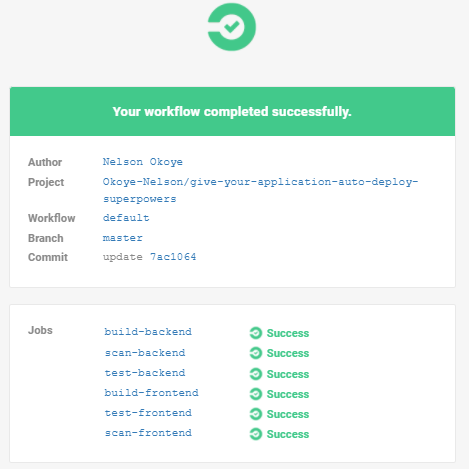 Your workflow completed successfully.
Author Nelson Okoye
Project Okoye-Nelson/give-your-application-auto-deploy-
superpowers
Workflow default
Branch master
Commit update 7ac1064
Jobs build-backend Success
scan-backend Success
test-backend Success
build-frontend Success
test-frontend Success
scan-frontend Success